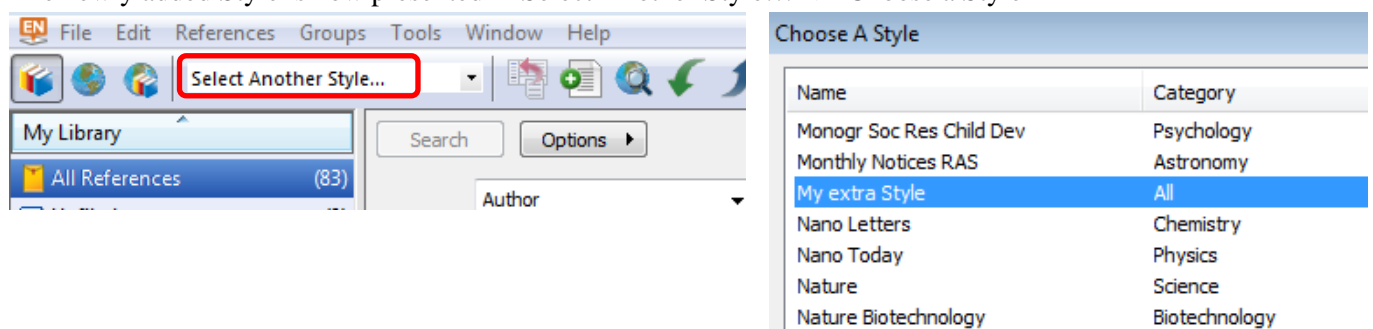 EN File Edit References Groups Tools Window Help
Select Another Style...
My Library
Search Options
All References (83)
Author
Choose A Style
Name Category
Monogr Soc Res Child Dev Psychology
Monthly Notices RAS Astronomy
My extra Style All
Nano Letters Chemistry
Nano Today Physics
Nature Science
Nature Biotechnology Biotechnology